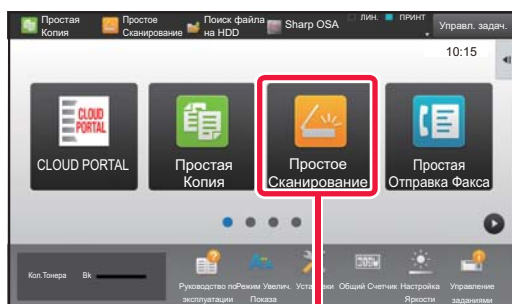 Простая Копия
Простое Сканирование
Поиск файла на HDD
Sharp OSA
ЛИН.
ПРИНТ
Управл. задач.
10:15
CLOUD PORTAL
CLOUD PORTAL
Простая
Копия
Простое
Сканирование
Простая
Отправка Факса
Кол.Тонера
Bk
Руководство по эксплуатации
Режим Увелич. Показа
Установки
Общий Счетчик
Настройка Яркости
Управление заданиями